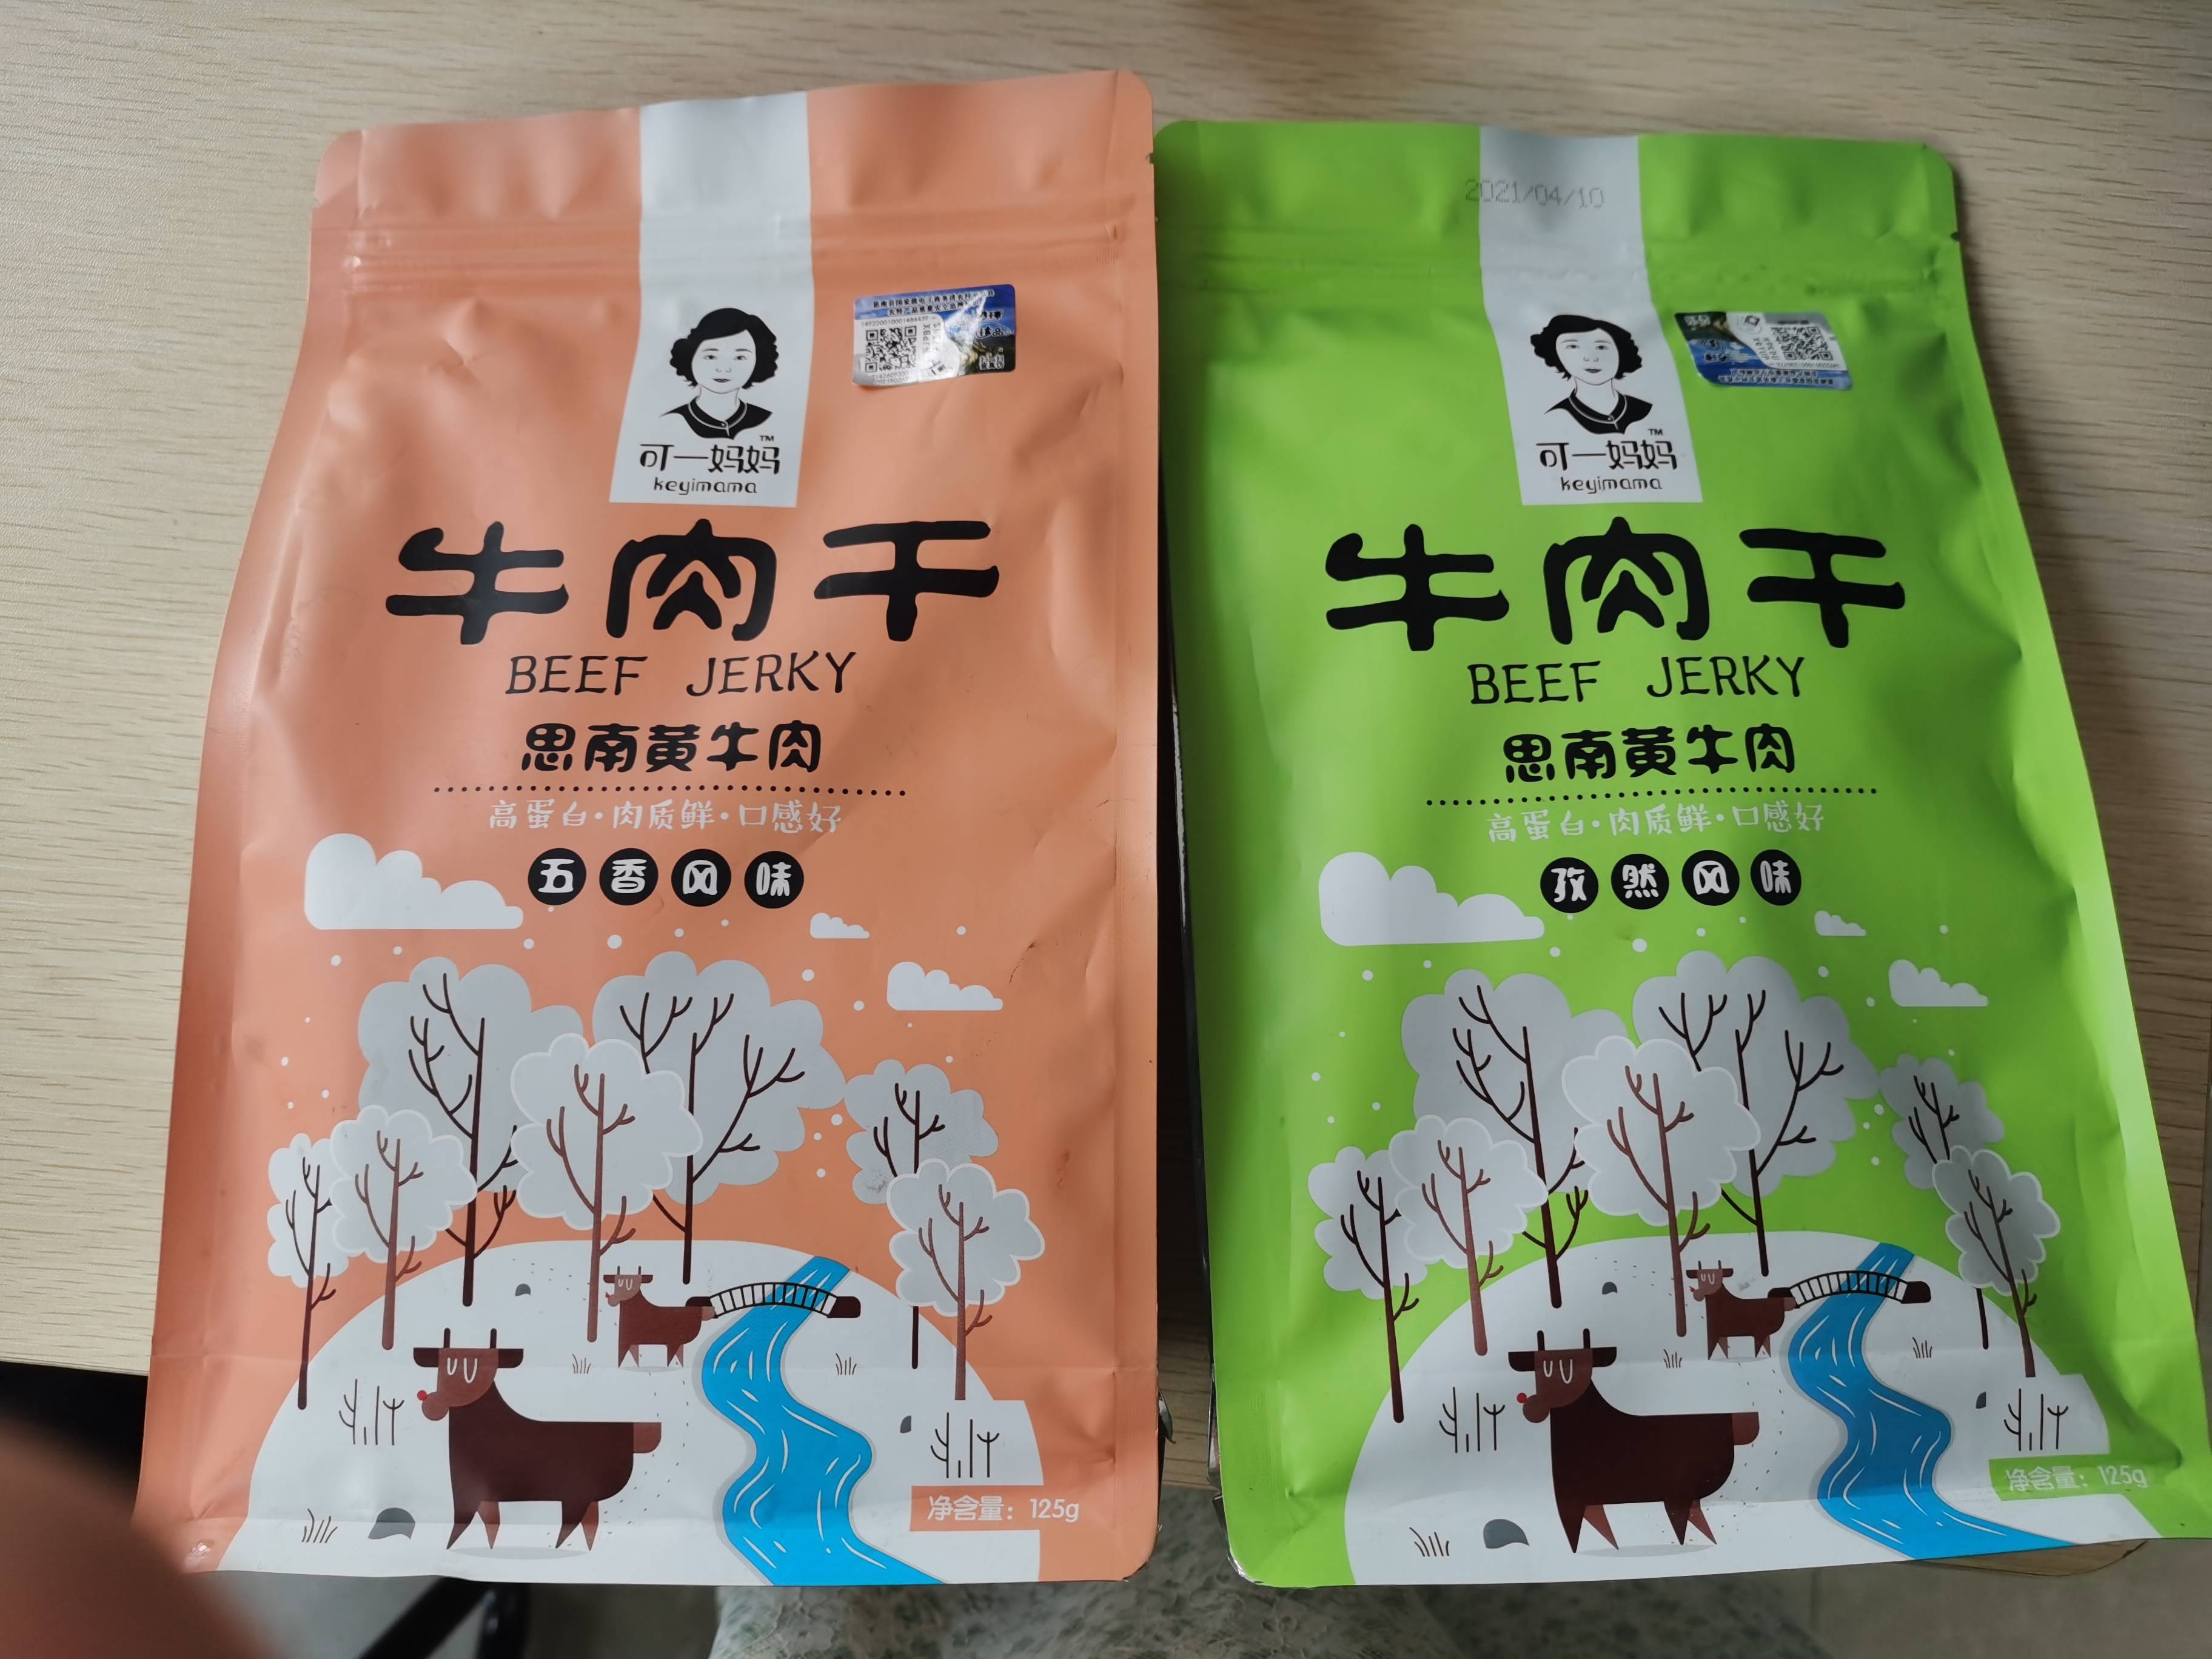 可一妈妈
TM
keyimama
牛肉干
BEEF JERKY
思南黄牛肉
高蛋白·肉质鲜·口感好
五香风味
净含量：125g
2021/04/10
可一妈妈
TM
keyimama
牛肉干
BEEF JERKY
思南黄牛肉
高蛋白·肉质鲜·口感好
孜然风味
净含量：125g